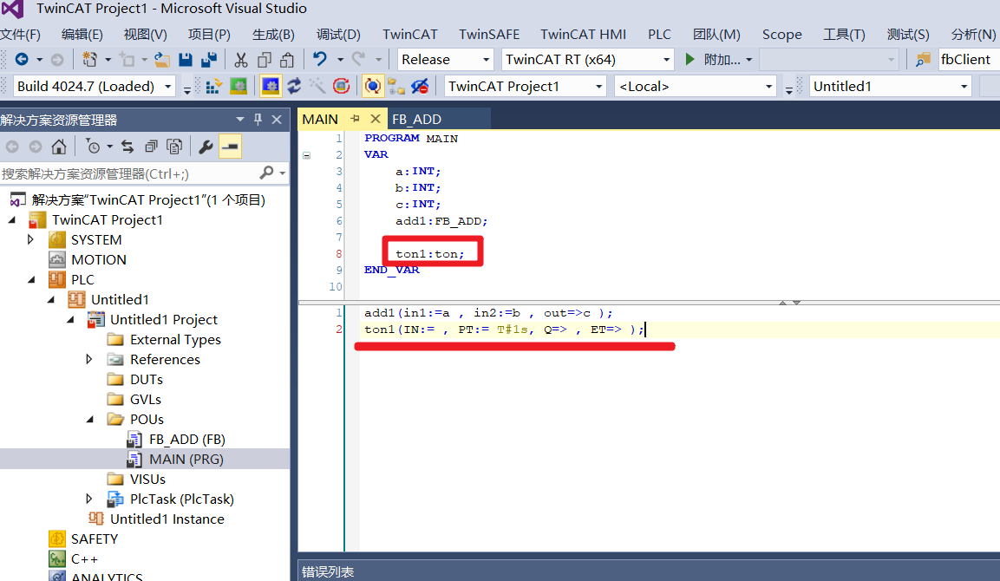 TwinCAT Project1 - Microsoft Visual Studio
文件(F) 编辑(E) 视图(V) 项目(P) 生成(B) 调试(D) TwinCAT TwinSAFE TwinCAT HMI PLC 团队(M) Scope 工具(T) 测试(S) 分析(N)
Release TwinCAT RT (x64) 附加... fbClient
Build 4024.7 (Loaded) TwinCAT Project1 <Local> Untitled1
解决方案资源管理器
搜索解决方案资源管理器(Ctrl+;)
解决方案"TwinCAT Project1"(1 个项目)
TwinCAT Project1
SYSTEM
MOTION
PLC
Untitled1
Untitled1 Project
External Types
References
DUTs
GVLs
POUs
FB_ADD (FB)
MAIN (PRG)
VISUs
PlcTask (PlcTask)
Untitled1 Instance
SAFETY
C++
ANALYTICS
MAIN FB_ADD
1 PROGRAM MAIN
2 VAR
3 a:INT;
4 b:INT;
5 c:INT;
6 add1:FB_ADD;
7
8 ton1:ton;
9 END_VAR
10
1 add1(in1:=a , in2:=b , out=>c );
2 ton1(IN:= , PT:= T#1s, Q=> , ET=> );
错误列表